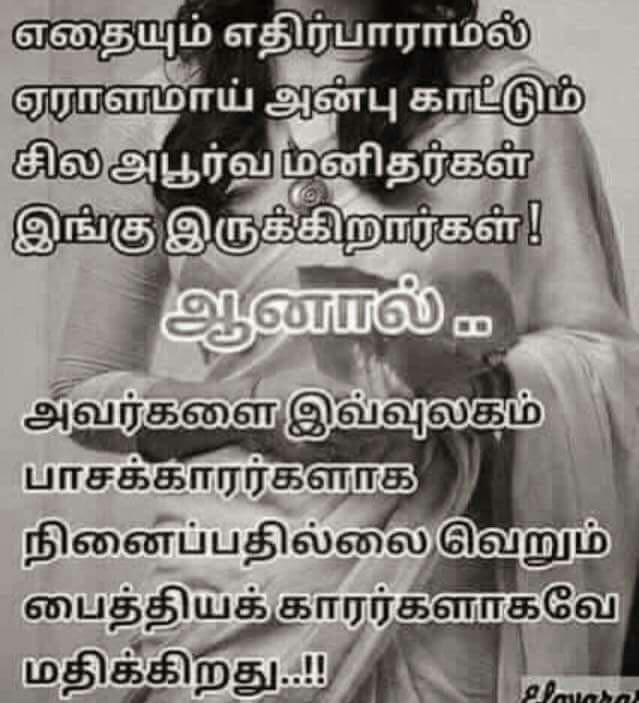 எதையும் எதிர்பாராமல்
ஏராளமாய் அன்பு காட்டும்
சில அபூர்வ மனிதர்கள்
இங்கு இருக்கிறார்கள் !
ஆனால் ..
அவர்களை இவ்வுலகம்
பாசக்காரர்களாக
நினைப்பதில்லை வெறும்
பைத்தியக் காரர்களாகவே
மதிக்கிறது..!!